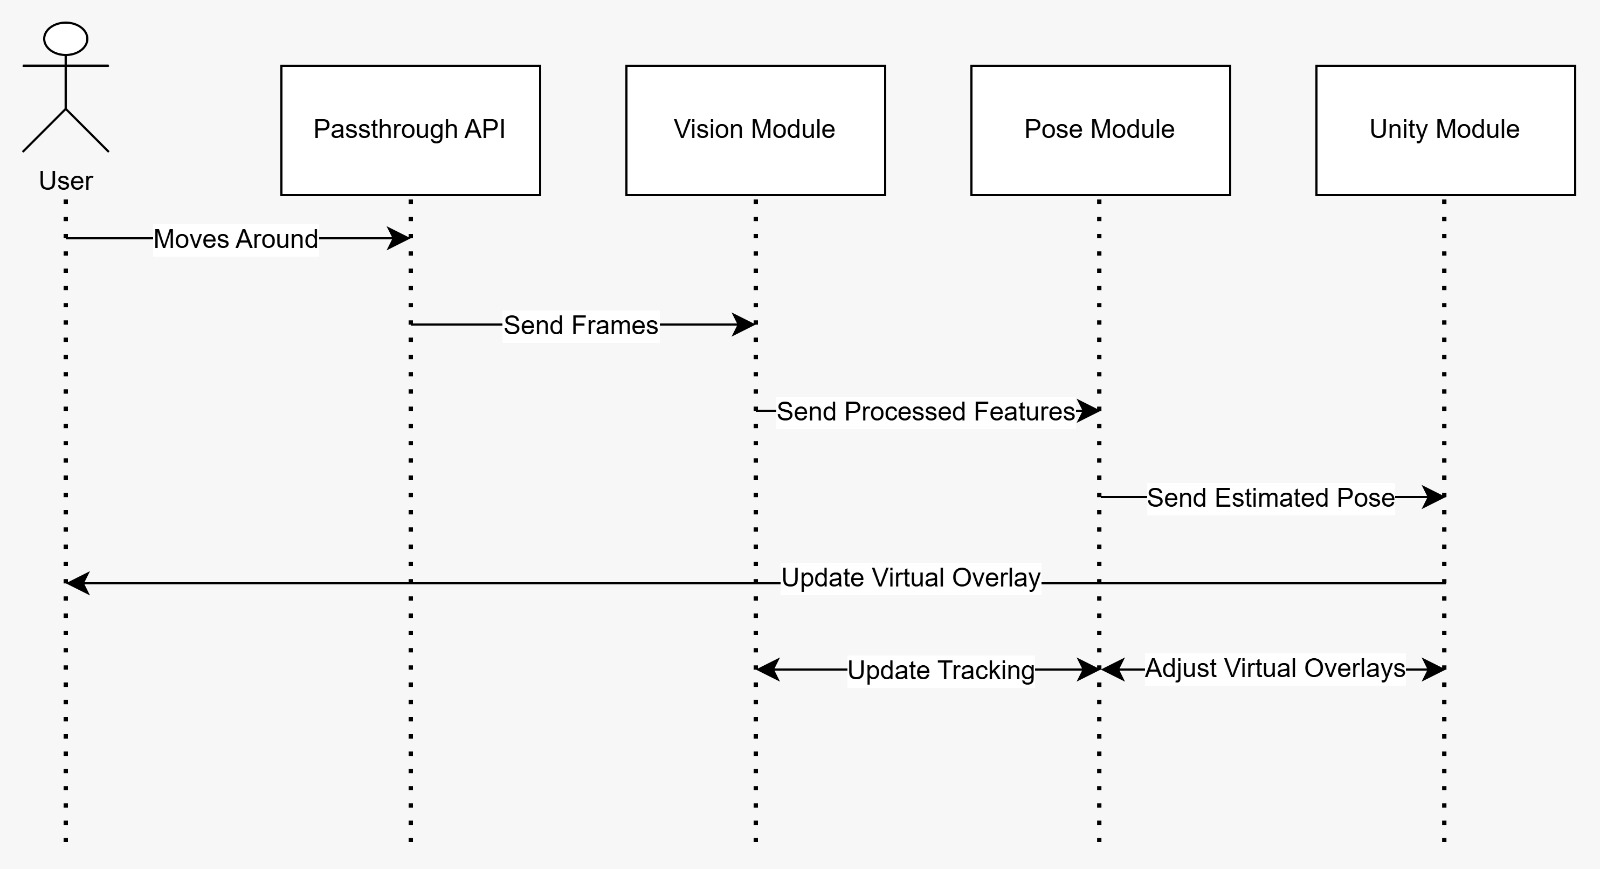 User
Passthrough API
Vision Module
Pose Module
Unity Module
Moves Around
Send Frames
Send Processed Features
Send Estimated Pose
Update Virtual Overlay
Update Tracking
Adjust Virtual Overlays